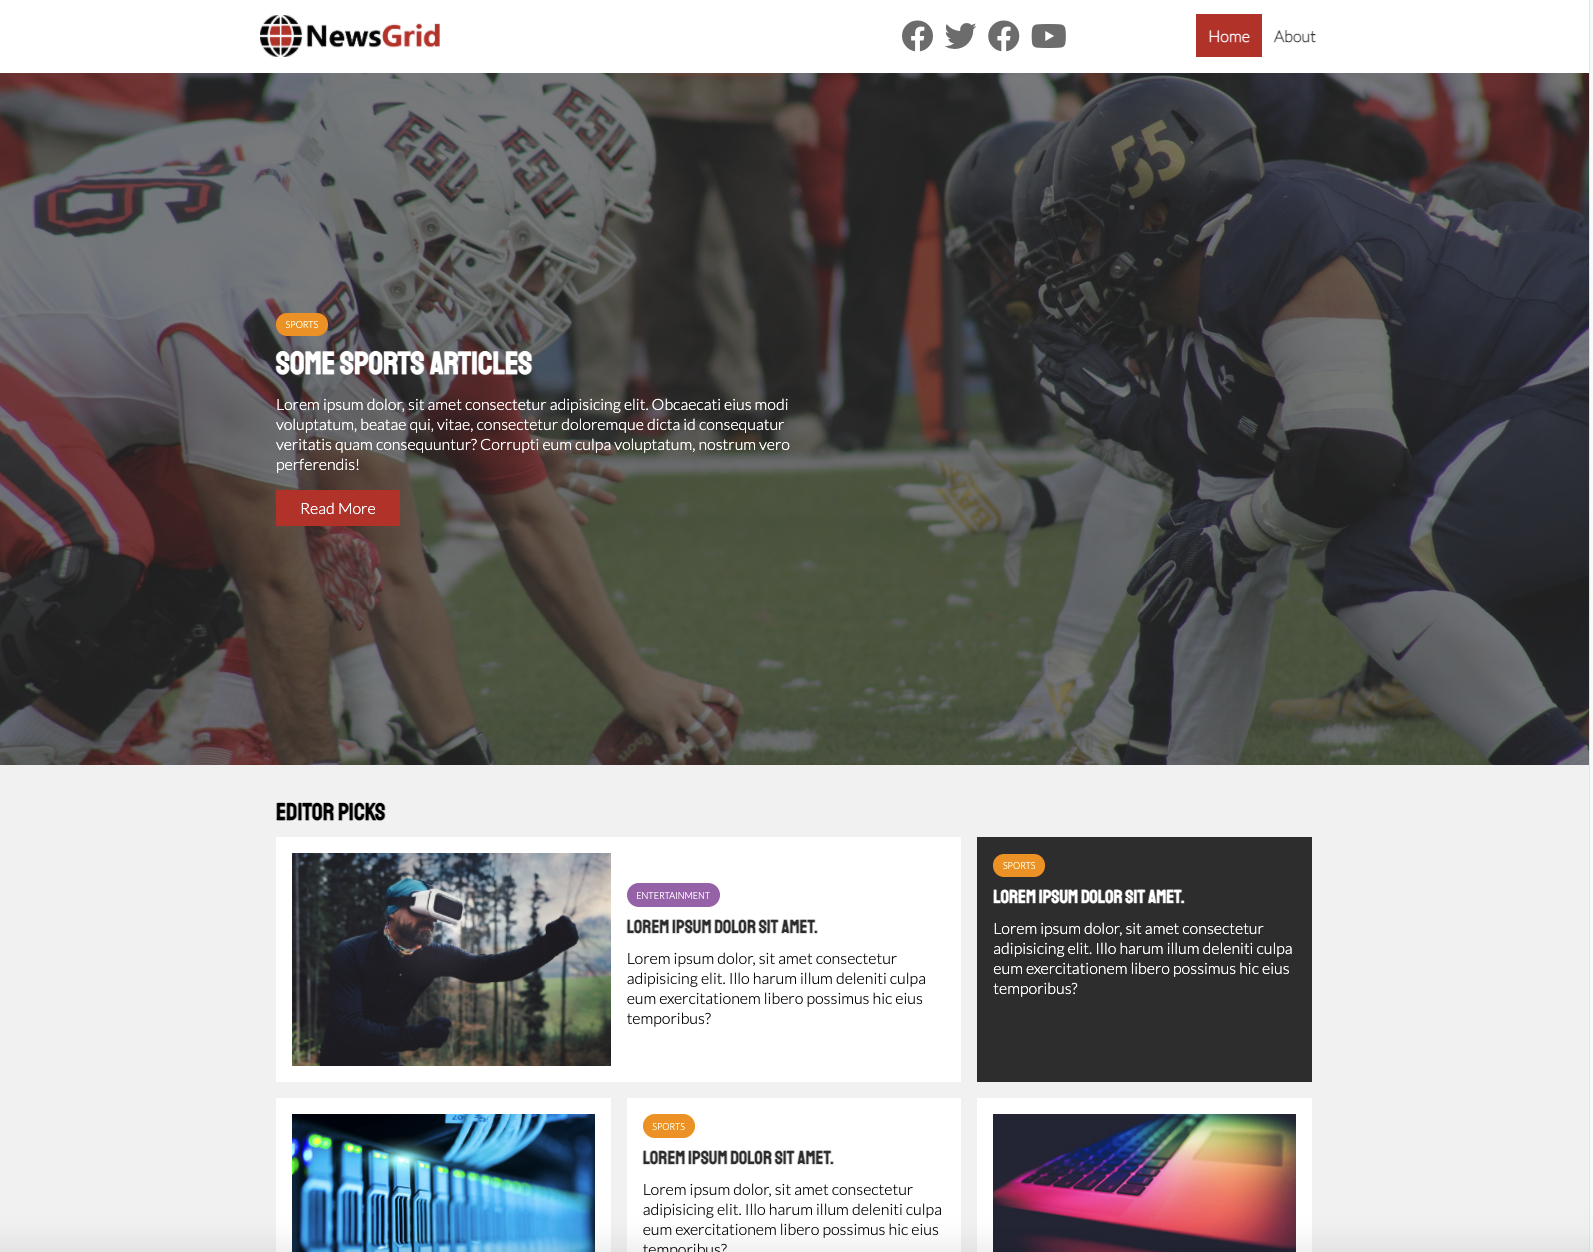 NewsGrid
Home
About
ESU
ESU
ESU
55
6
SPORTS
SOME SPORTS ARTICLES
Lorem ipsum dolor, sit amet consectetur adipisicing elit. Obcaecati eius modi
voluptatum, beatae qui, vitae, consectetur doloremque dicta id consequatur
veritatis quam consequuntur? Corrupti eum culpa voluptatum, nostrum vero
perferendis!
Read More
EDITOR PICKS
ENTERTAINMENT
LOREM IPSUM DOLOR SIT AMET.
Lorem ipsum dolor, sit amet consectetur
adipisicing elit. Illo harum illum deleniti culpa
eum exercitationem libero possimus hic eius
temporibus?
SPORTS
LOREM IPSUM DOLOR SIT AMET.
Lorem ipsum dolor, sit amet consectetur
adipisicing elit. Illo harum illum deleniti culpa
eum exercitationem libero possimus hic eius
temporibus?
SPORTS
LOREM IPSUM DOLOR SIT AMET.
Lorem ipsum dolor, sit amet consectetur
adipisicing elit. Illo harum illum deleniti culpa
eum exercitationem libero possimus hic eius
temporibus?